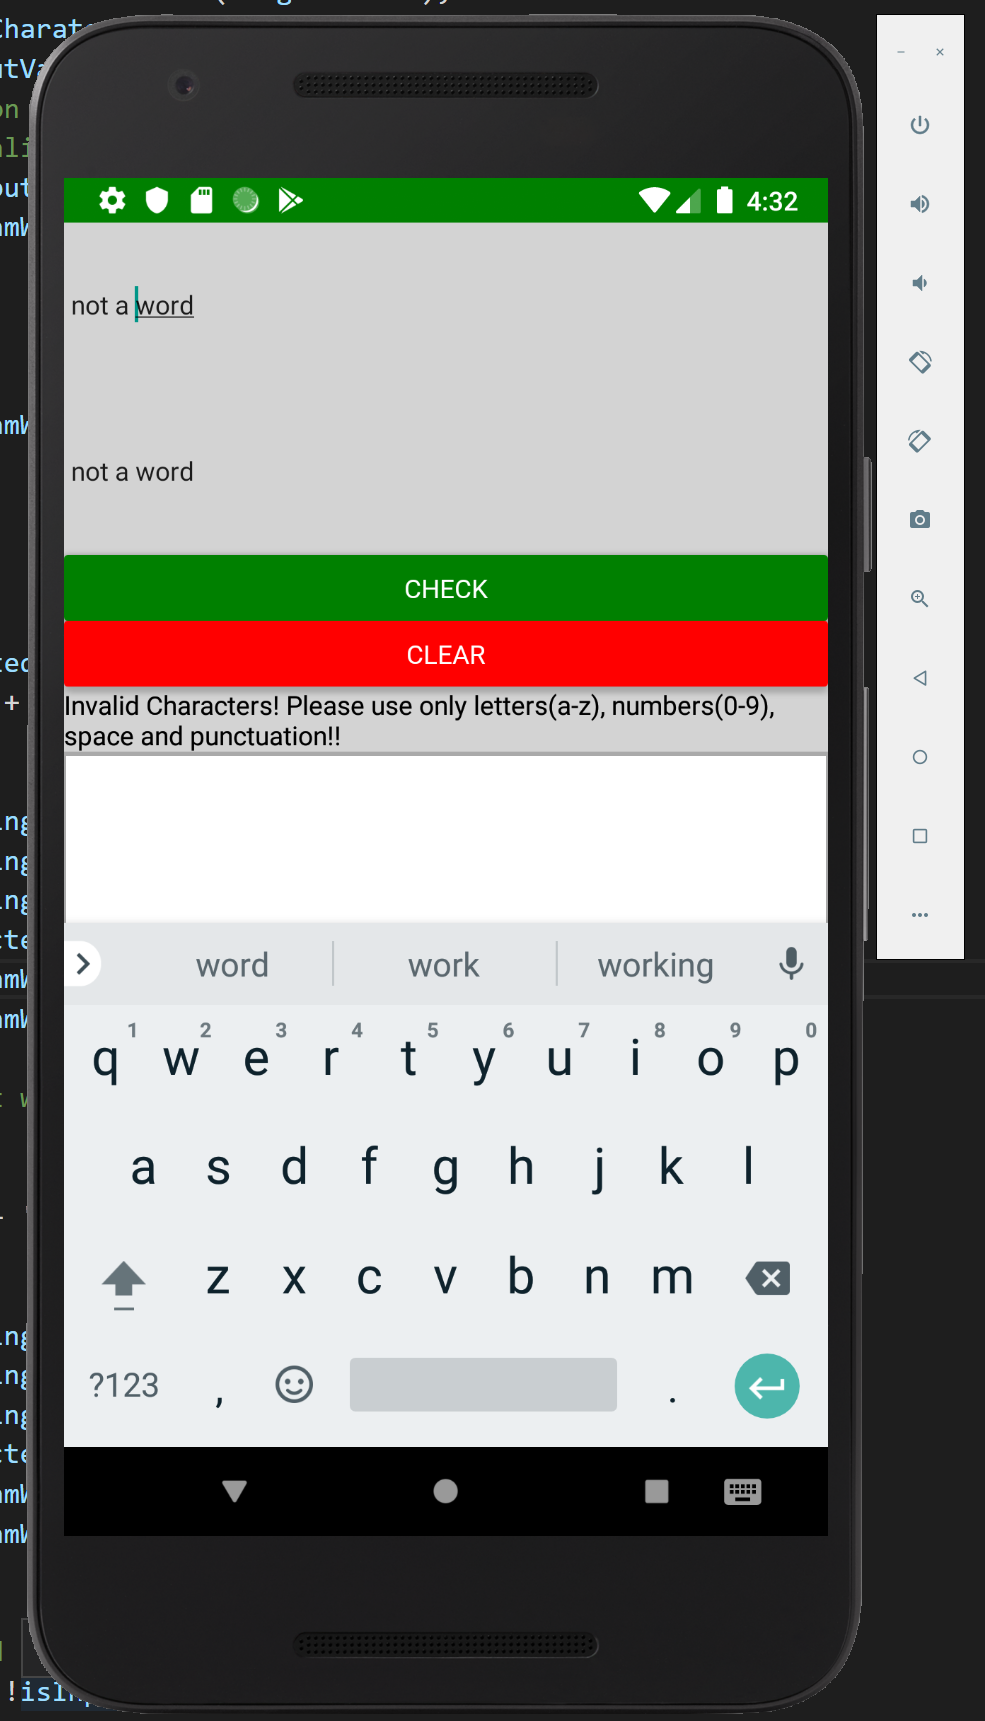 4:32
not a word
not a word
CHECK
CLEAR
Invalid Characters! Please use only letters(a-z), numbers(0-9),
space and punctuation!!
word work working
1 2 3 4 5 6 7 8 9 0
q w e r t y u i o p
a s d f g h j k l
z x c v b n m
?123 , .